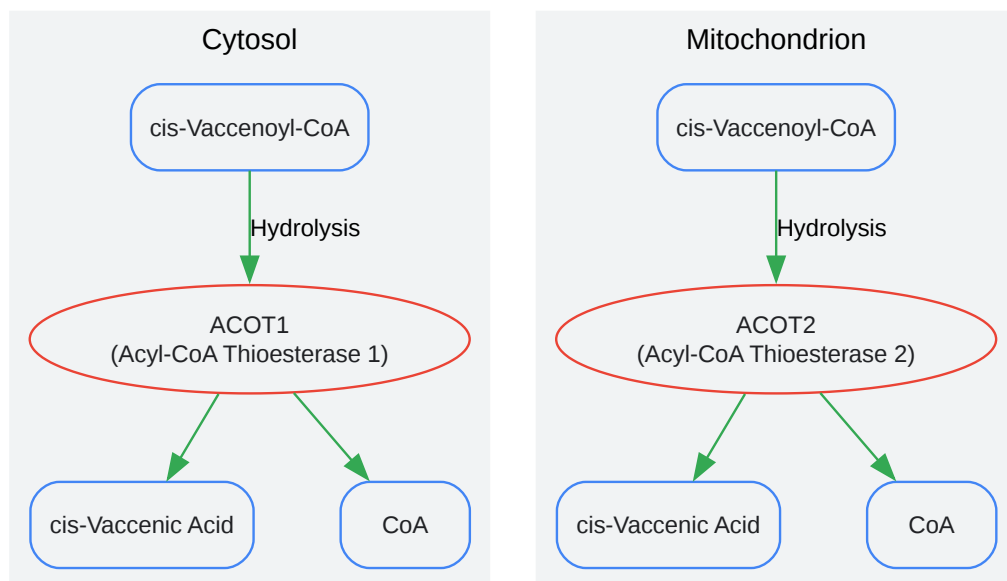 Cytosol
cis-Vaccenoyl-CoA
Hydrolysis
ACOT1
(Acyl-CoA Thioesterase 1)
cis-Vaccenic Acid
CoA
Mitochondrion
cis-Vaccenoyl-CoA
Hydrolysis
ACOT2
(Acyl-CoA Thioesterase 2)
cis-Vaccenic Acid
CoA